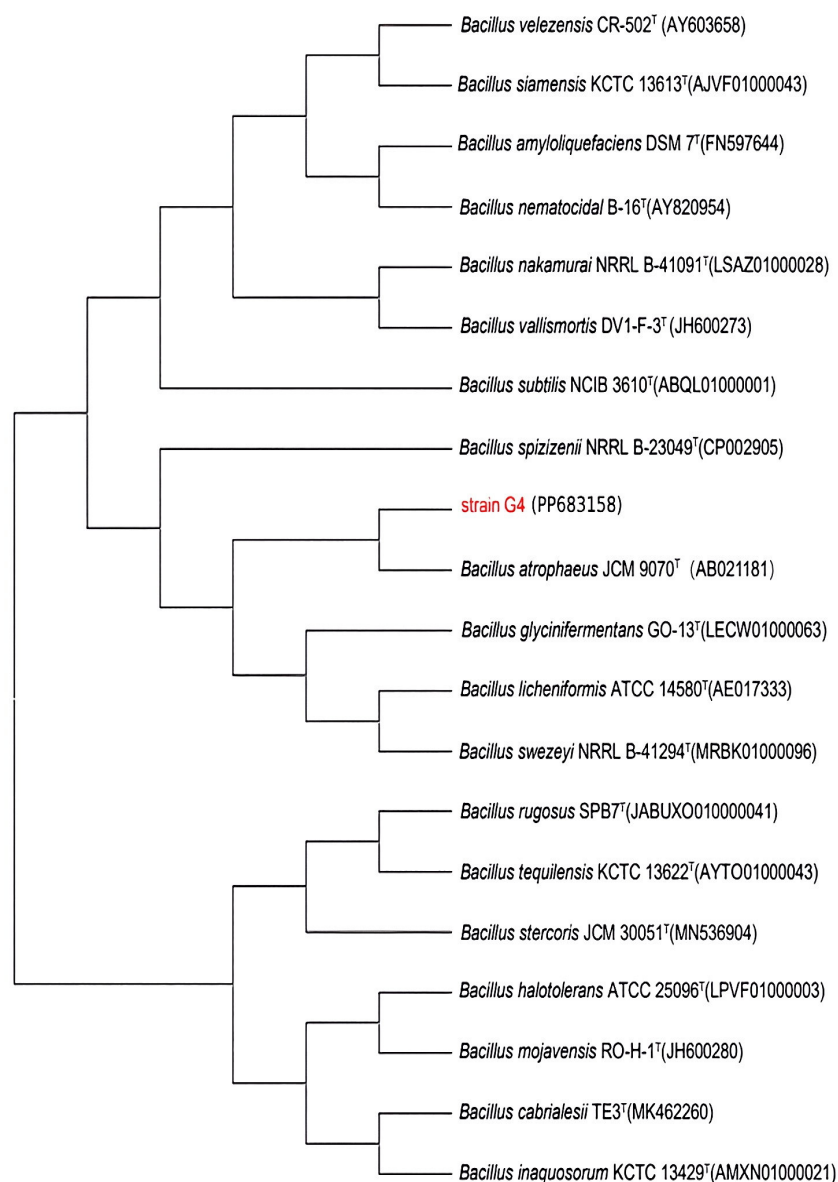 Bacillus velezensis CR-502ᵀ (AY603658)
Bacillus siamensis KCTC 13613ᵀ(AJVF01000043)
Bacillus amyloliquefaciens DSM 7ᵀ(FN597644)
Bacillus nematocidal B-16ᵀ(AY820954)
Bacillus nakamurai NRRL B-41091ᵀ(LSAZ01000028)
Bacillus vallismortis DV1-F-3ᵀ(JH600273)
Bacillus subtilis NCIB 3610ᵀ(ABQL01000001)
Bacillus spizizenii NRRL B-23049ᵀ(CP002905)
strain G4 (PP683158)
Bacillus atrophaeus JCM 9070ᵀ (AB021181)
Bacillus glycinifermentans GO-13ᵀ(LECW01000063)
Bacillus licheniformis ATCC 14580ᵀ(AE017333)
Bacillus swezeyi NRRL B-41294ᵀ(MRBK01000096)
Bacillus rugosus SPB7ᵀ(JABUXO010000041)
Bacillus tequilensis KCTC 13622ᵀ(AYTO01000043)
Bacillus stercoris JCM 30051ᵀ(MN536904)
Bacillus halotolerans ATCC 25096ᵀ(LPVF01000003)
Bacillus mojavensis RO-H-1ᵀ(JH600280)
Bacillus cabrialesii TE3ᵀ(MK462260)
Bacillus inaquosorum KCTC 13429ᵀ(AMXN01000021)